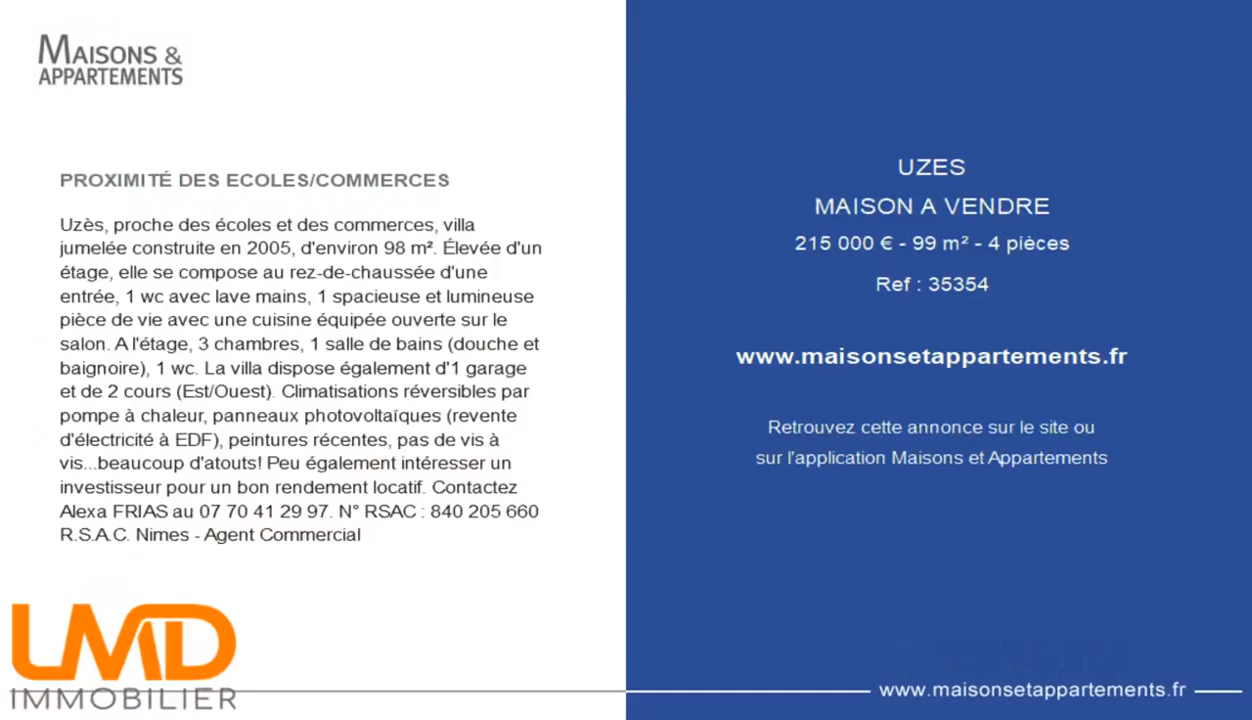 MAISONS &
APPARTEMENTS
PROXIMITÉ DES ECOLES/COMMERCES
Uzès, proche des écoles et des commerces, villa
jumelée construite en 2005, d'environ 98 m². Élevée d'un
étage, elle se compose au rez-de-chaussée d'une
entrée, 1 wc avec lave mains, 1 spacieuse et lumineuse
pièce de vie avec une cuisine équipée ouverte sur le
salon. A l'étage, 3 chambres, 1 salle de bains (douche et
baignoire), 1 wc. La villa dispose également d'1 garage
et de 2 cours (Est/Ouest). Climatisations réversibles par
pompe à chaleur, panneaux photovoltaïques (revente
d'électricité à EDF), peintures récentes, pas de vis à
vis...beaucoup d'atouts! Peu également intéresser un
investisseur pour un bon rendement locatif. Contactez
Alexa FRIAS au 07 70 41 29 97. N° RSAC : 840 205 660
R.S.A.C. Nimes - Agent Commercial
LMD
IMMOBILIER
UZES
MAISON A VENDRE
215 000 € - 99 m² - 4 pièces
Ref : 35354
www.maisonsetappartements.fr
Retrouvez cette annonce sur le site ou
sur l'application Maisons et Appartements
www.maisonsetappartements.fr